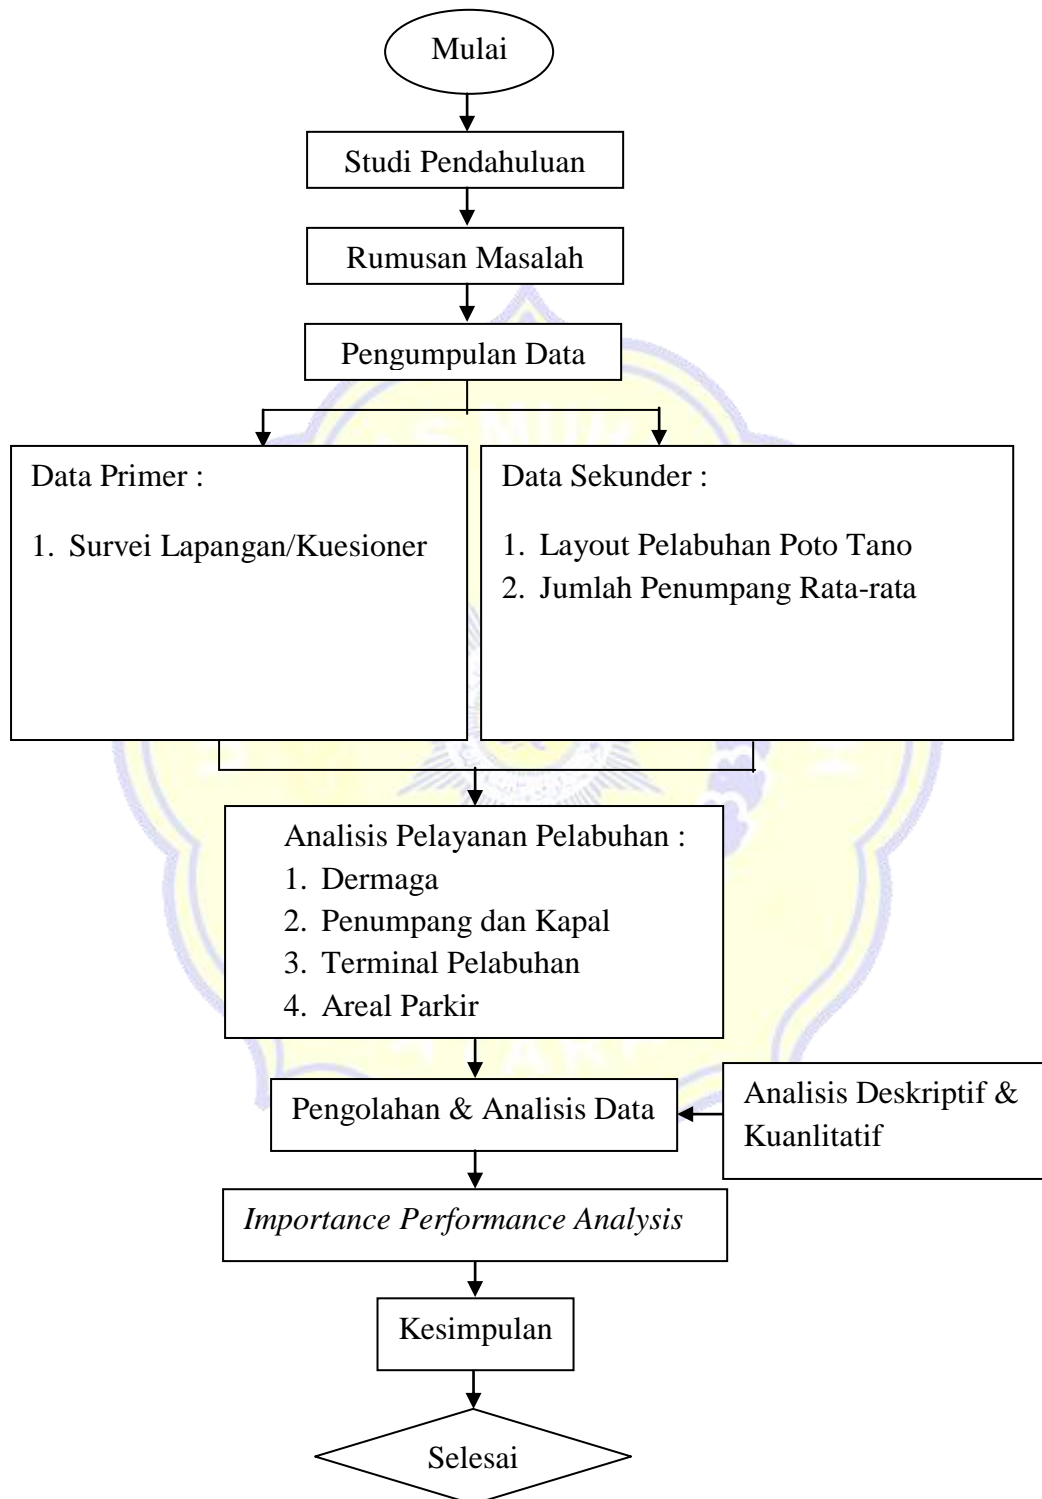 Mulai
Studi Pendahuluan
Rumusan Masalah
Pengumpulan Data
Data Primer :
1. Survei Lapangan/Kuesioner
Data Sekunder :
1. Layout Pelabuhan Poto Tano
2. Jumlah Penumpang Rata-rata
Analisis Pelayanan Pelabuhan :
1. Dermaga
2. Penumpang dan Kapal
3. Terminal Pelabuhan
4. Areal Parkir
Pengolahan & Analisis Data
Analisis Deskriptif &
Kuanlitatif
Importance Performance Analysis
Kesimpulan
Selesai